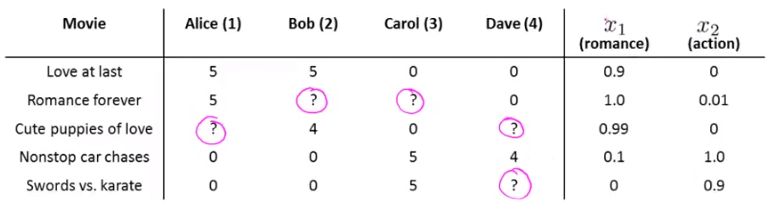 Movie Alice (1) Bob (2) Carol (3) Dave (4) x₁ (romance) x₂ (action)
Love at last 5 5 0 0 0.9 0
Romance forever 5 ? ? 0 1.0 0.01
Cute puppies of love ? 4 0 ? 0.99 0
Nonstop car chases 0 0 5 4 0.1 1.0
Swords vs. karate 0 0 5 ? 0 0.9